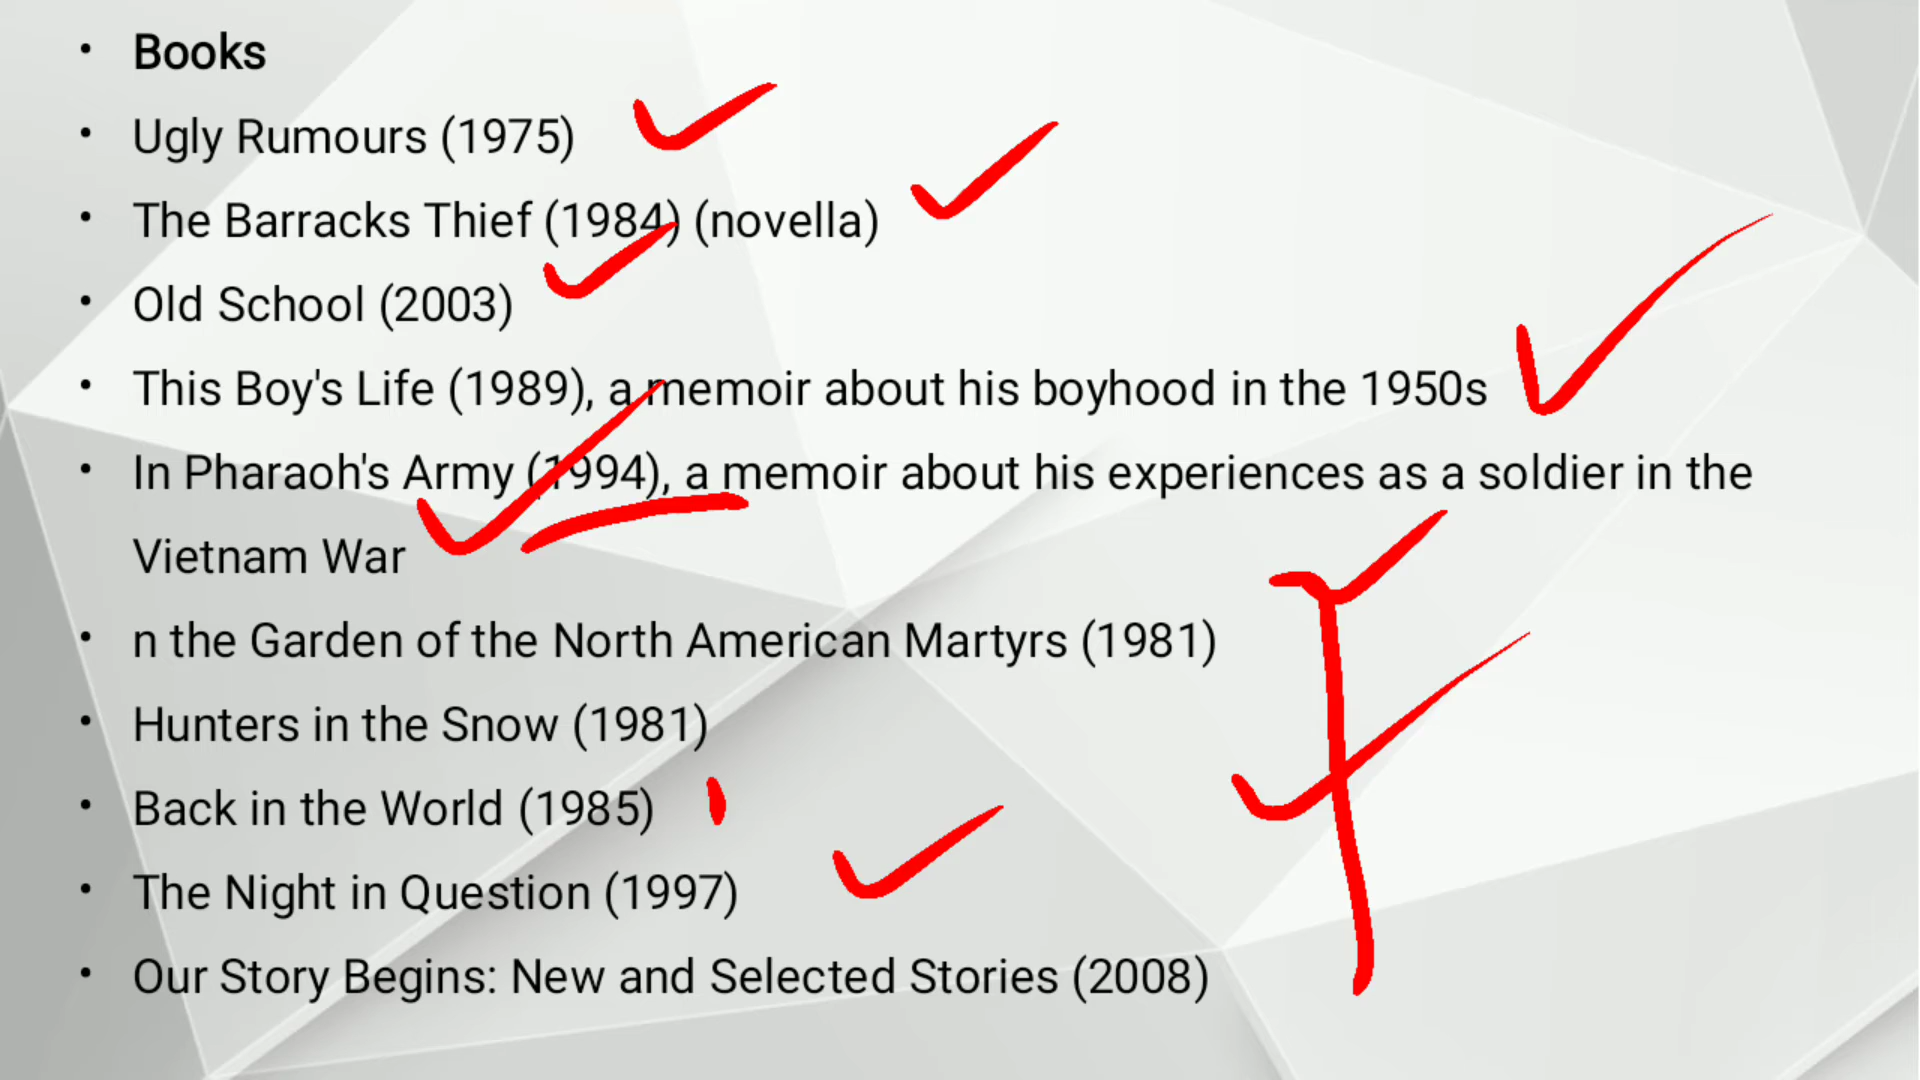 • Books
• Ugly Rumours (1975)
• The Barracks Thief (1984) (novella)
• Old School (2003)
• This Boy's Life (1989), a memoir about his boyhood in the 1950s
• In Pharaoh's Army (1994), a memoir about his experiences as a soldier in the
Vietnam War
• n the Garden of the North American Martyrs (1981)
• Hunters in the Snow (1981)
• Back in the World (1985)
• The Night in Question (1997)
• Our Story Begins: New and Selected Stories (2008)